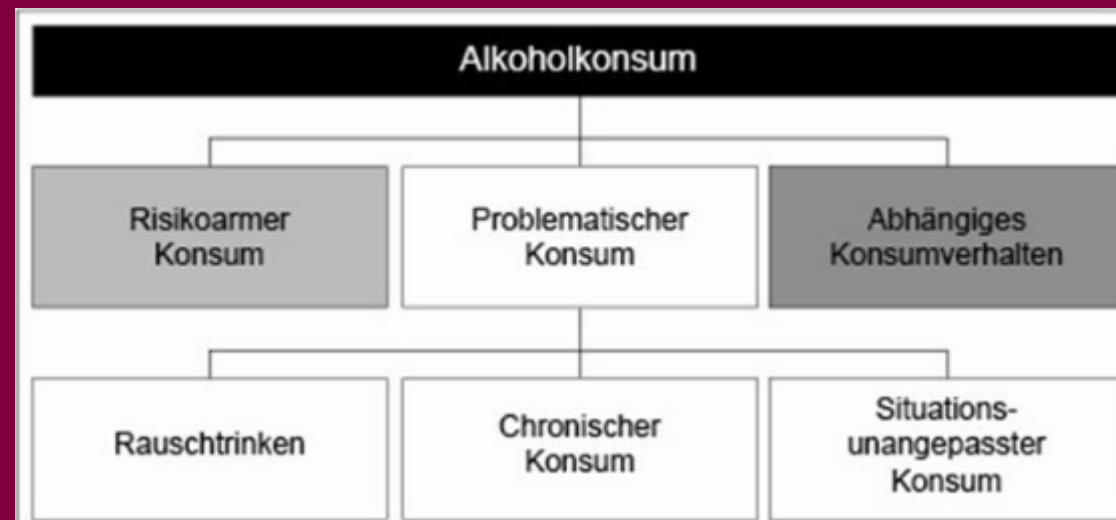 Alkoholkonsum
Risikoarmer
Konsum
Problematischer
Konsum
Abhängiges
Konsumverhalten
Rauschtrinken
Chronischer
Konsum
Situations-
unangepasster
Konsum